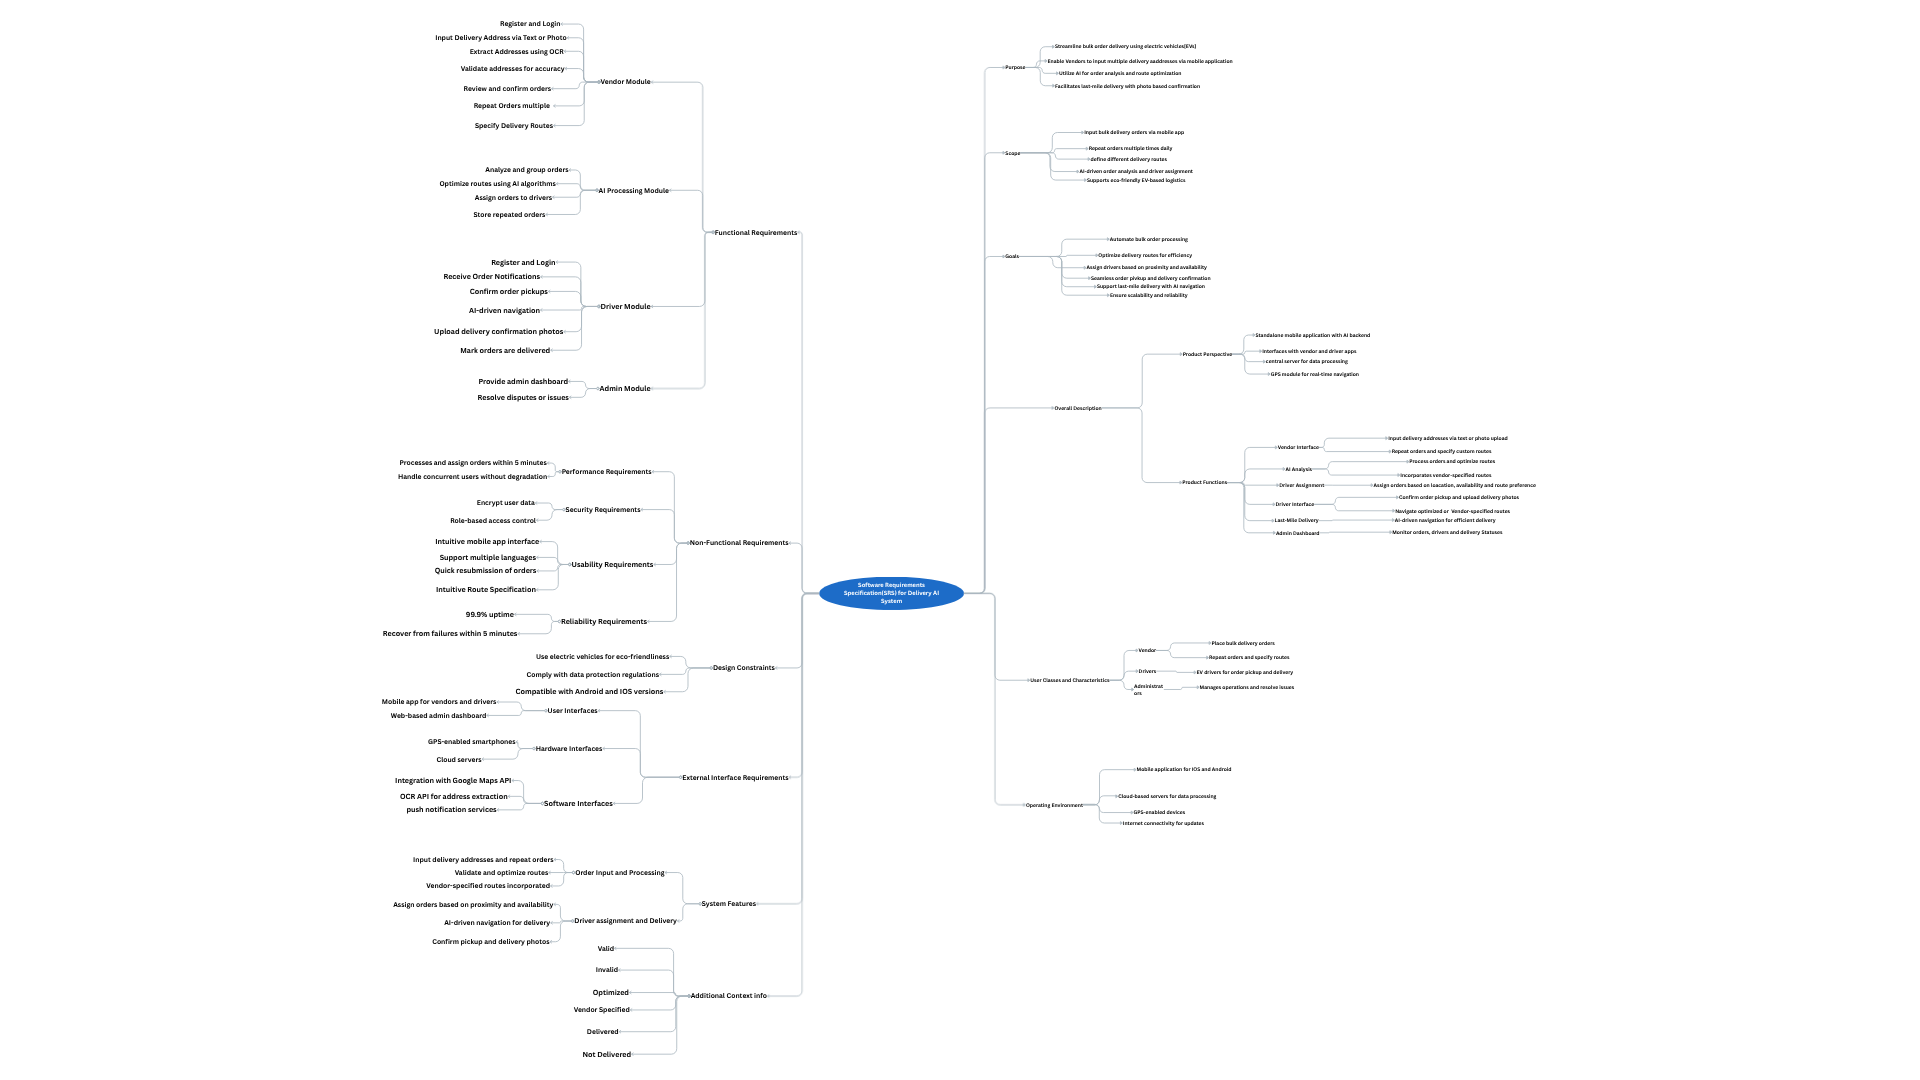 Software Requirements
Specification(SRS) for Delivery AI
System
Functional Requirements
Vendor Module
Register and Login
Input Delivery Address via Text or Photo
Extract Addresses using OCR
Validate addresses for accuracy
Review and confirm orders
Repeat Orders multiple
Specify Delivery Routes
AI Processing Module
Analyze and group orders
Optimize routes using AI algorithms
Assign orders to drivers
Store repeated orders
Driver Module
Register and Login
Receive Order Notifications
Confirm order pickups
AI-driven navigation
Upload delivery confirmation photos
Mark orders are delivered
Admin Module
Provide admin dashboard
Resolve disputes or issues
Non-Functional Requirements
Performance Requirements
Processes and assign orders within 5 minutes
Handle concurrent users without degradation
Security Requirements
Encrypt user data
Role-based access control
Usability Requirements
Intuitive mobile app interface
Support multiple languages
Quick resubmission of orders
Intuitive Route Specification
Reliability Requirements
99.9% uptime
Recover from failures within 5 minutes
Design Constraints
Use electric vehicles for eco-friendliness
Comply with data protection regulations
Compatible with Android and IOS versions
External Interface Requirements
User Interfaces
Mobile app for vendors and drivers
Web-based admin dashboard
Hardware Interfaces
GPS-enabled smartphones
Cloud servers
Software Interfaces
Integration with Google Maps API
OCR API for address extraction
push notification services
System Features
Order Input and Processing
Input delivery addresses and repeat orders
Validate and optimize routes
Vendor-specified routes incorporated
Driver assignment and Delivery
Assign orders based on proximity and availability
AI-driven navigation for delivery
Confirm pickup and delivery photos
Additional Context info
Valid
Invalid
Optimized
Vendor Specified
Delivered
Not Delivered
Purpose
Streamline bulk order delivery using electric vehicles(EVs)
Enable Vendors to input multiple delivery aaddresses via mobile application
Utilize AI for order analysis and route optimization
Facilitates last-mile delivery with photo based confirmation
Scope
Input bulk delivery orders via mobile app
Repeat orders multiple times daily
define different delivery routes
AI-driven order analysis and driver assignment
Supports eco-friendly EV-based logistics
Goals
Automate bulk order processing
Optimize delivery routes for efficiency
Assign drivers based on proximity and availability
Seamless order pivkup and delivery confirmation
Support last-mile delivery with AI navigation
Ensure scalability and reliability
Overall Description
Product Perspective
Standalone mobile application with AI backend
Interfaces with vendor and driver apps
central server for data processing
GPS module for real-time navigation
Product Functions
Vendor Interface
Input delivery addresses via text or photo upload
Repeat orders and specify custom routes
AI Analysis
Process orders and optimize routes
Incorporates vendor-specified routes
Driver Assignment
Assign orders based on loacation, availability and route preference
Driver Interface
Confirm order pickup and upload delivery photos
Navigate optimized or Vendor-specified routes
Last-Mile Delivery
AI-driven navigation for efficient delivery
Admin Dashboard
Monitor orders, drivers and delivery Statuses
User Classes and Characteristics
Vendor
Place bulk delivery orders
Repeat orders and specify routes
Drivers
EV drivers for order pickup and delivery
Administrat
ors
Manages operations and resolve issues
Operating Environment
Mobile application for IOS and Android
Cloud-based servers for data processing
GPS-enabled devices
Internet connectivity for updates